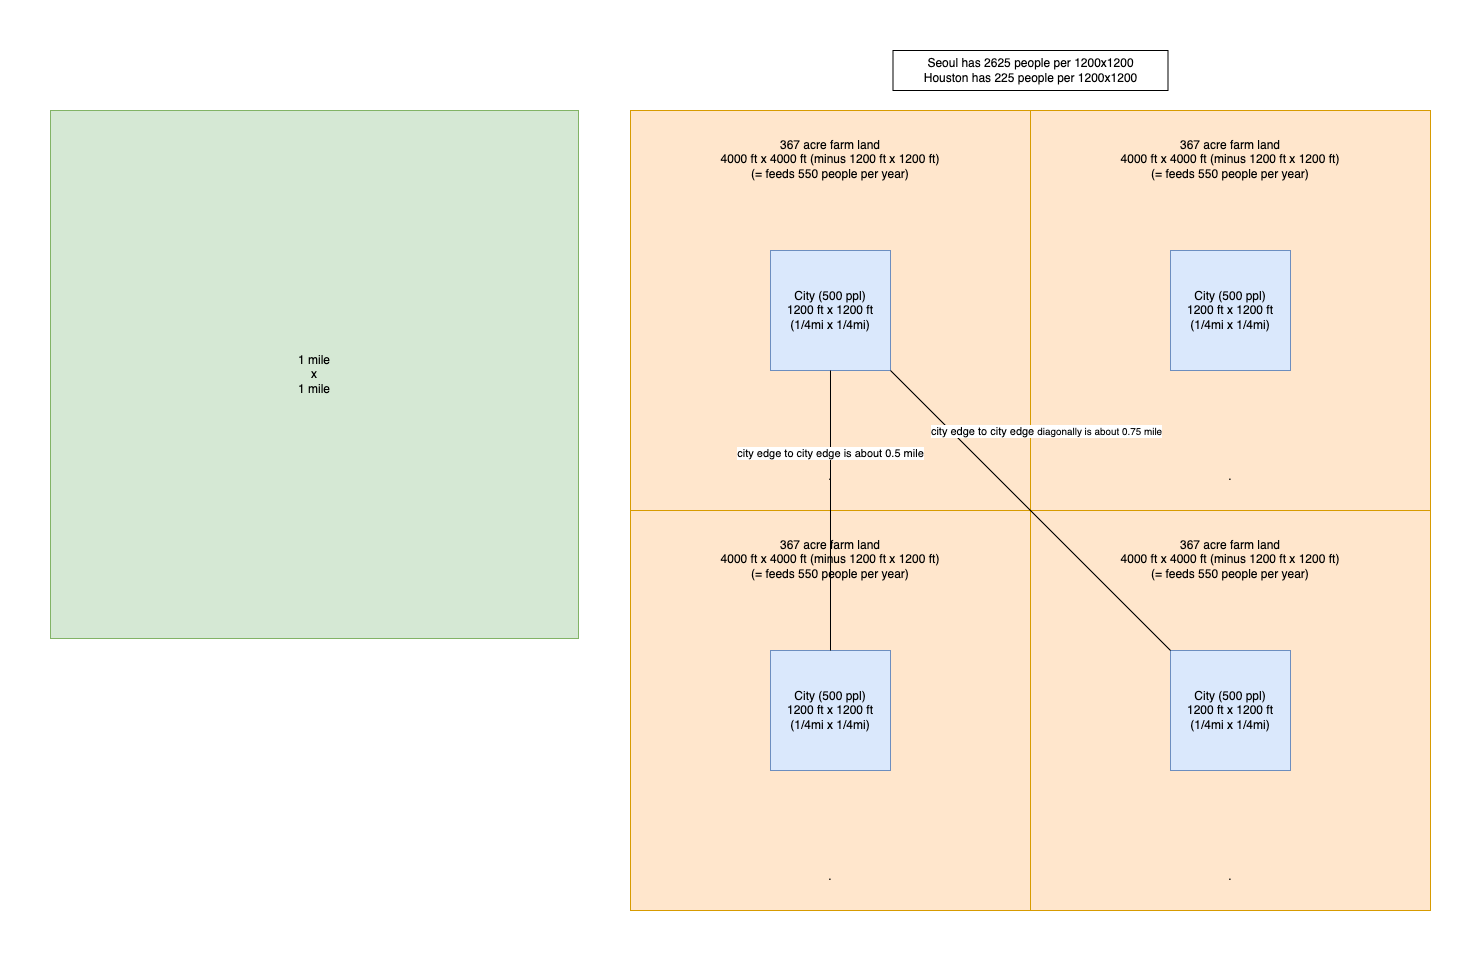 Seoul has 2625 people per 1200x1200
Houston has 225 people per 1200x1200
1 mile
x
1 mile
367 acre farm land
4000 ft x 4000 ft (minus 1200 ft x 1200 ft)
(= feeds 550 people per year)
367 acre farm land
4000 ft x 4000 ft (minus 1200 ft x 1200 ft)
(= feeds 550 people per year)
City (500 ppl)
1200 ft x 1200 ft
(1/4mi x 1/4mi)
City (500 ppl)
1200 ft x 1200 ft
(1/4mi x 1/4mi)
city edge to city edge diagonally is about 0.75 mile
city edge to city edge is about 0.5 mile
.
.
367 acre farm land
4000 ft x 4000 ft (minus 1200 ft x 1200 ft)
(= feeds 550 people per year)
367 acre farm land
4000 ft x 4000 ft (minus 1200 ft x 1200 ft)
(= feeds 550 people per year)
City (500 ppl)
1200 ft x 1200 ft
(1/4mi x 1/4mi)
City (500 ppl)
1200 ft x 1200 ft
(1/4mi x 1/4mi)
.
.